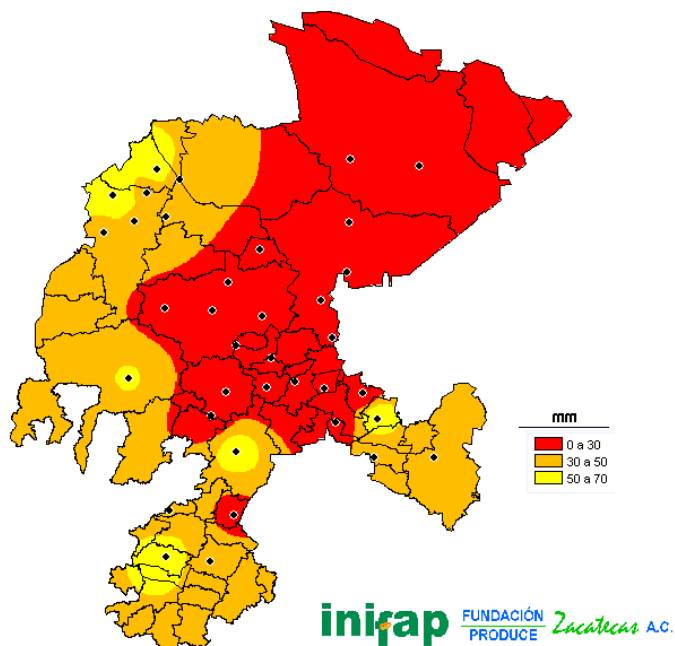 mm
0 a 30
30 a 50
50 a 70
inifap
FUNDACIÓN
PRODUCE
Zacatecas A.C.